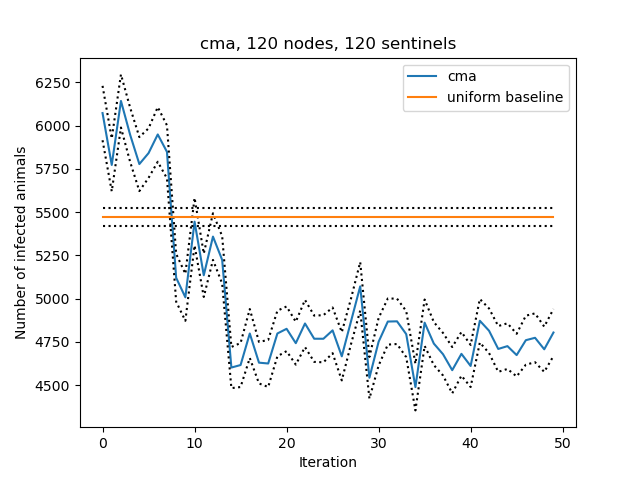 cma, 120 nodes, 120 sentinels
cma
uniform baseline
Number of infected animals
6250
6000
5750
5500
5250
5000
4750
4500
0 10 20 30 40 50
Iteration